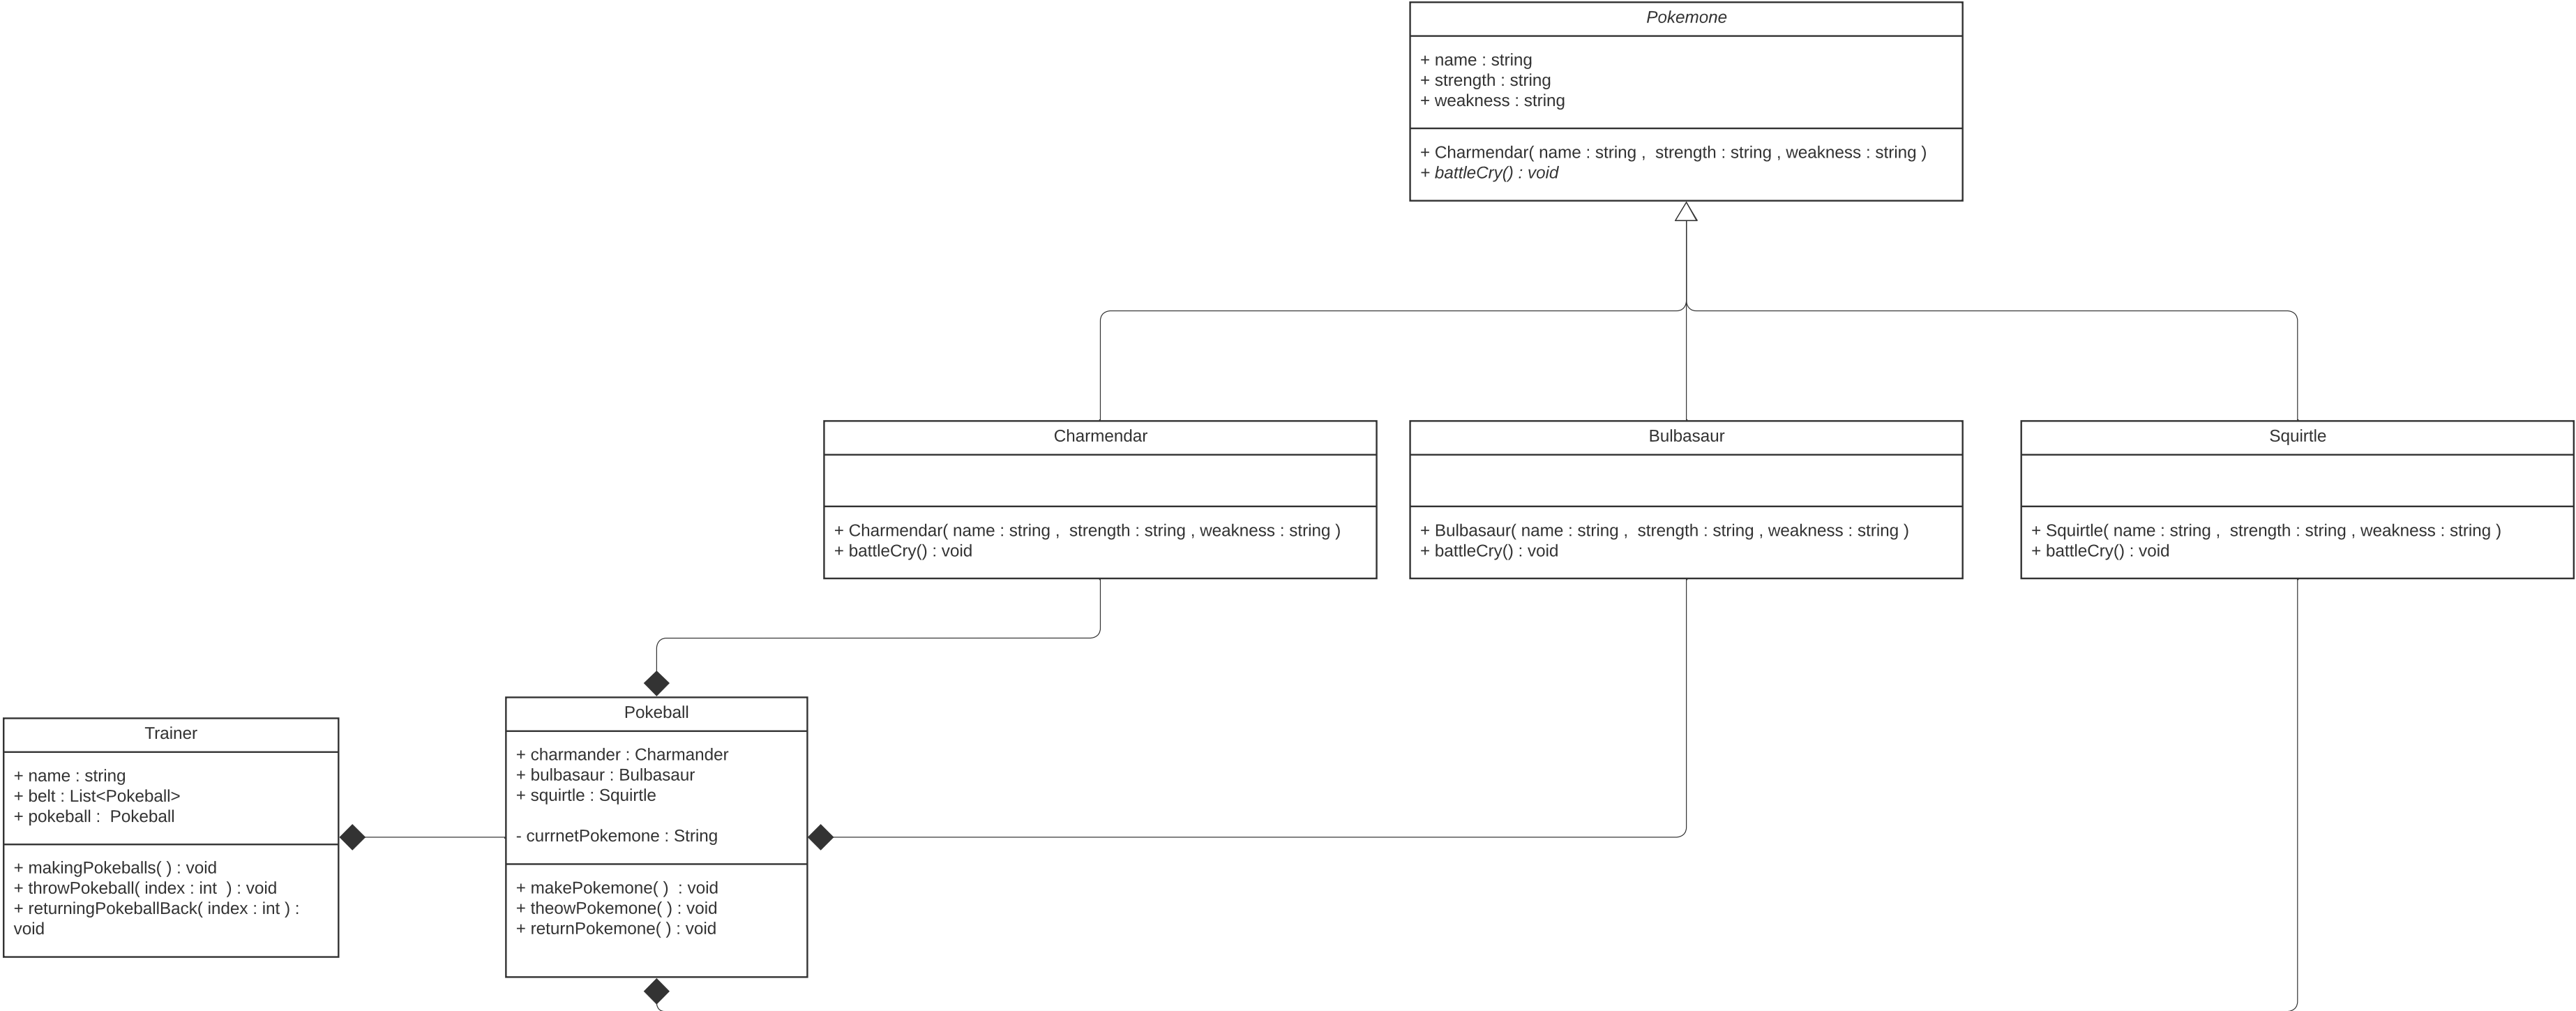 Pokemone
+ name : string
+ strength : string
+ weakness : string
+ Charmendar( name : string ,  strength : string , weakness : string )
+ battleCry() : void
Charmendar
+ Charmendar( name : string ,  strength : string , weakness : string )
+ battleCry() : void
Bulbasaur
+ Bulbasaur( name : string ,  strength : string , weakness : string )
+ battleCry() : void
Squirtle
+ Squirtle( name : string ,  strength : string , weakness : string )
+ battleCry() : void
Trainer
+ name : string
+ belt : List<Pokeball>
+ pokeball :  Pokeball
+ makingPokeballs( ) : void
+ throwPokeball( index : int  ) : void
+ returningPokeballBack( index : int ) :
void
Pokeball
+ charmander : Charmander
+ bulbasaur : Bulbasaur
+ squirtle : Squirtle
- currnetPokemone : String
+ makePokemone( )  : void
+ theowPokemone( ) : void
+ returnPokemone( ) : void